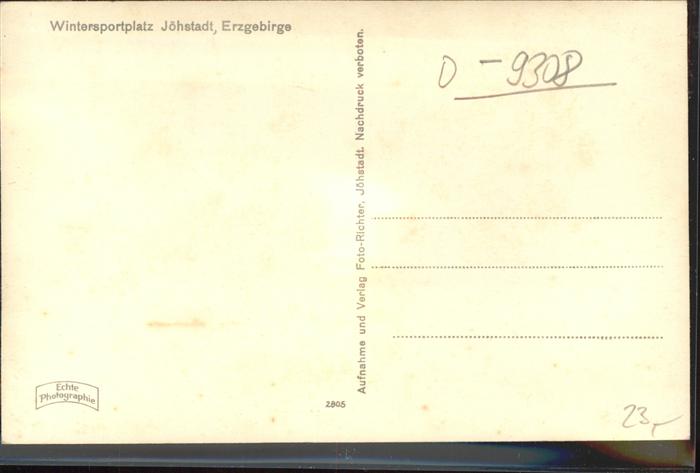 Wintersportplatz Jöhstadt, Erzgebirge
D - 9308
Aufnahme und Verlag Foto-Richter, Jöhstadt. Nachdruck verboten.
Echte
Photographie
2805
23,-